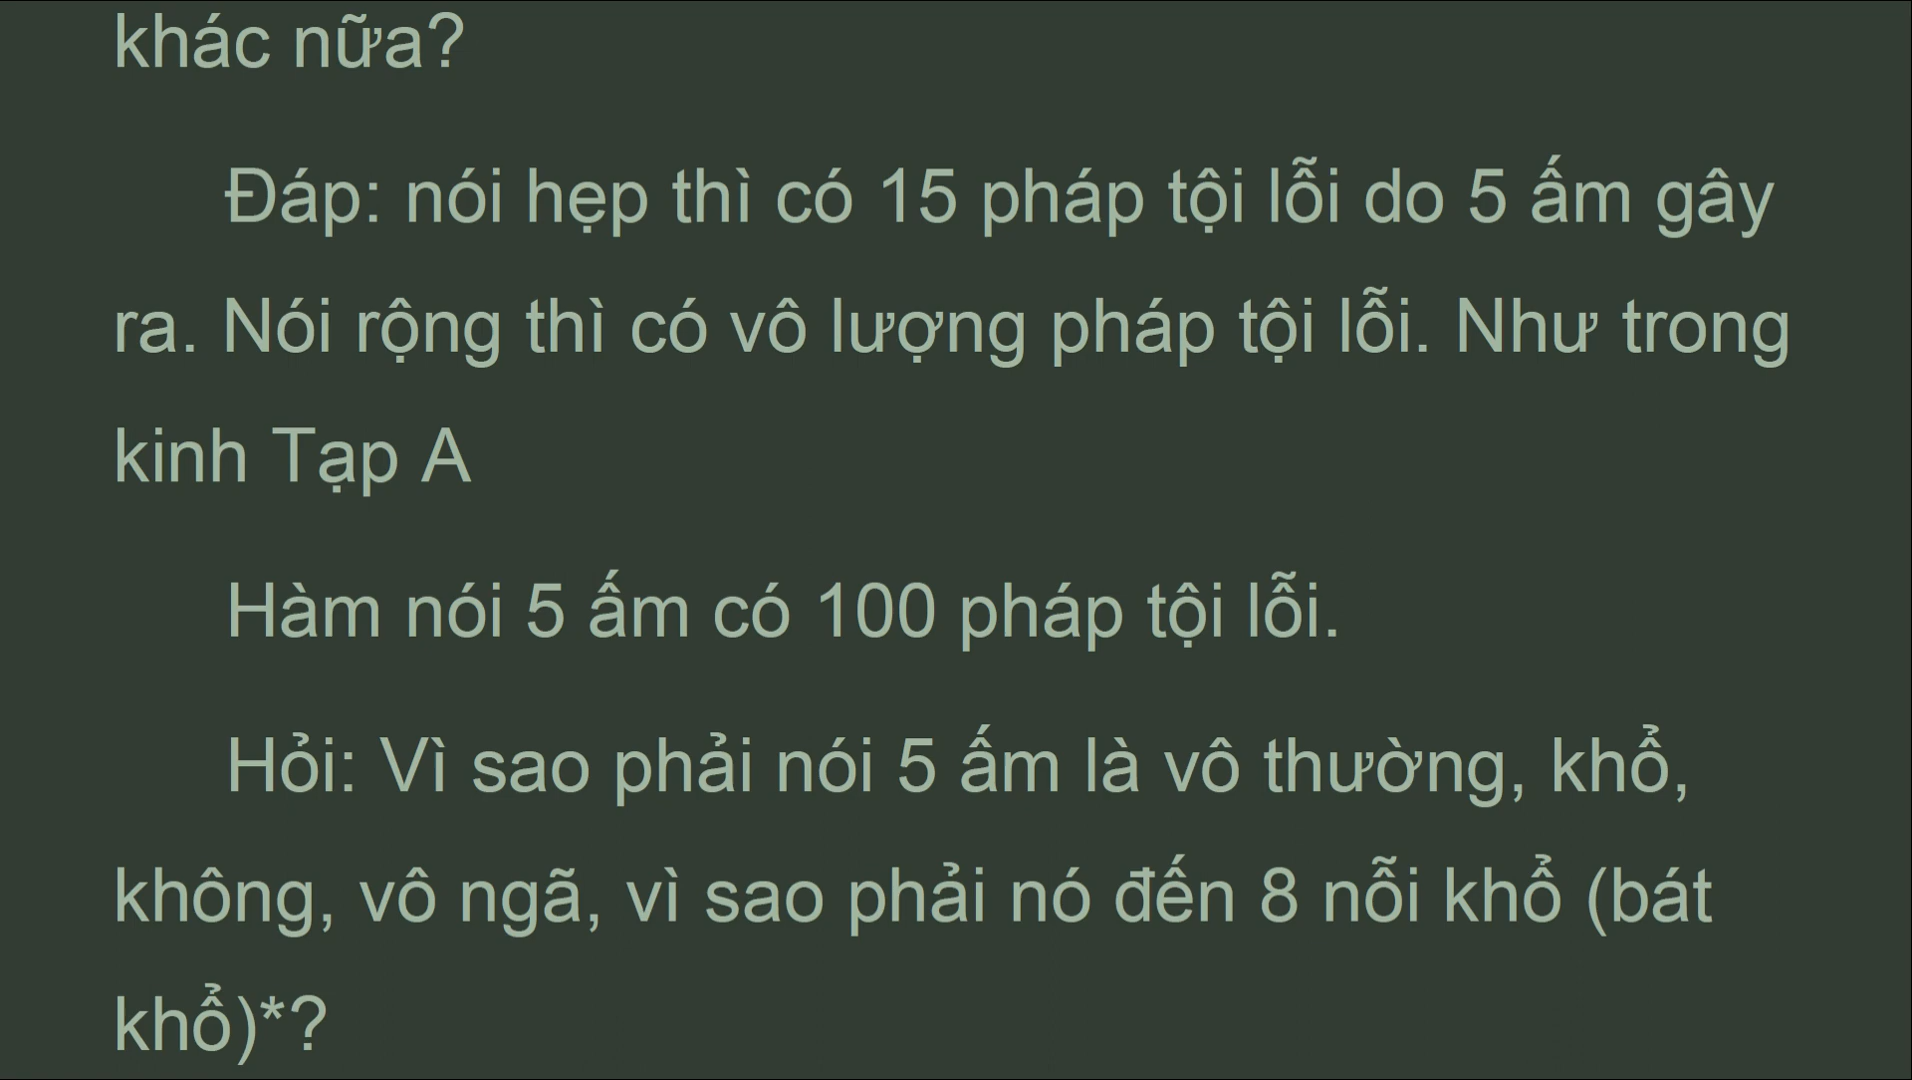 khác nữa?
Đáp: nói hẹp thì có 15 pháp tội lỗi do 5 ấm gây
ra. Nói rộng thì có vô lượng pháp tội lỗi. Như trong
kinh Tạp A
Hàm nói 5 ấm có 100 pháp tội lỗi.
Hỏi: Vì sao phải nói 5 ấm là vô thường, khổ,
không, vô ngã, vì sao phải nó đến 8 nỗi khổ (bát
khổ)*?